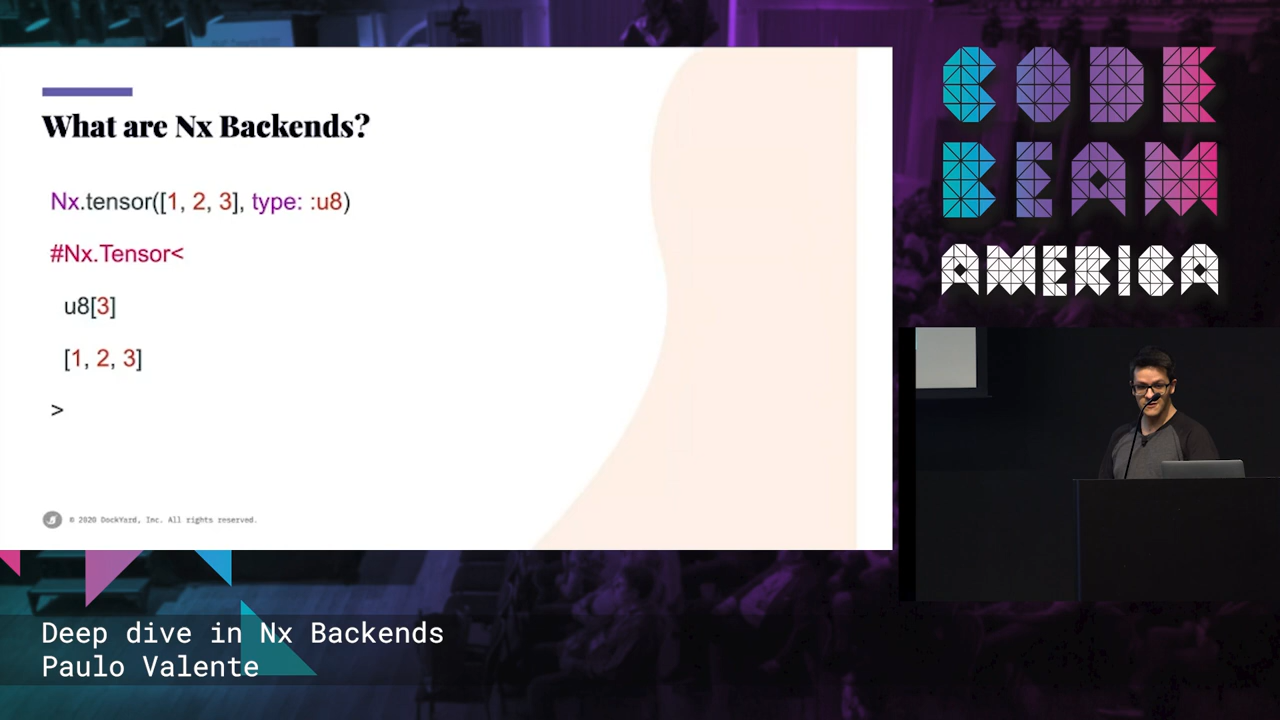 What are Nx Backends?
Nx.tensor([1, 2, 3], type: :u8)
#Nx.Tensor<
u8[3]
[1, 2, 3]
>
© 2020 DockYard, Inc. All rights reserved.
CODE
BEAM
AMERICA
Deep dive in Nx Backends
Paulo Valente